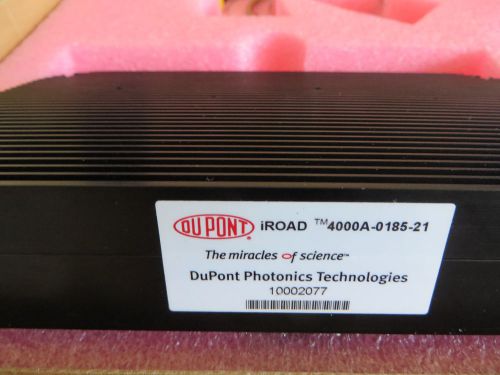 DU PONT iROAD ™4000A-0185-21
The miracles of science™
DuPont Photonics Technologies
10002077